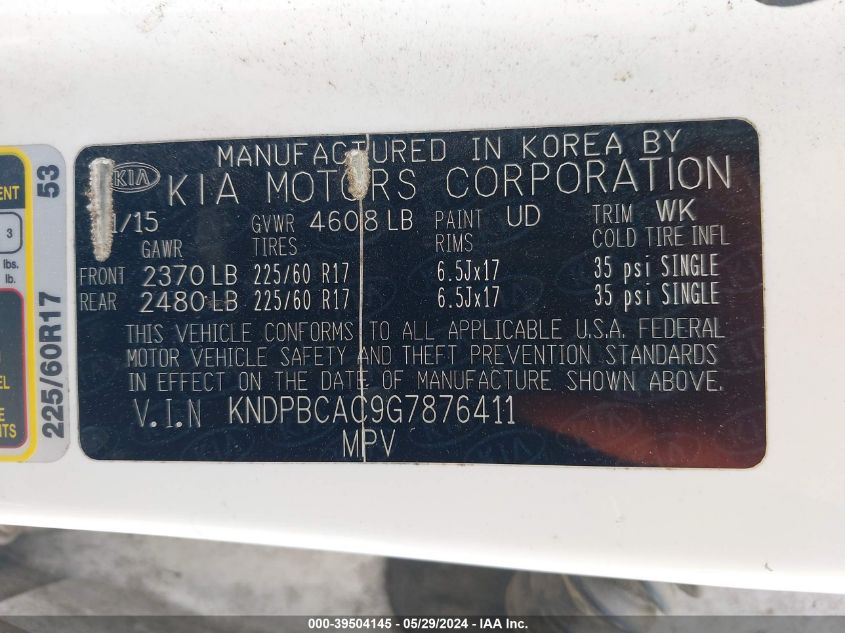 MANUFACTURED IN KOREA BY
KIA KIA MOTORS CORPORATION
1/15 GVWR 4608 LB PAINT UD TRIM WK
GAWR TIRES RIMS COLD TIRE INFL
FRONT 2370 LB 225/60 R17 6.5Jx17 35 psi SINGLE
REAR 2480 LB 225/60 R17 6.5Jx17 35 psi SINGLE
THIS VEHICLE CONFORMS TO ALL APPLICABLE U.S.A. FEDERAL
MOTOR VEHICLE SAFETY AND THEFT PREVENTION STANDARDS
IN EFFECT ON THE DATE OF MANUFACTURE SHOWN ABOVE.
V.I.N KNDPBCAC9G7876411
MPV
225/60R17 53
3
lbs.
lb.
000-39504145 - 05/29/2024 - IAA, Inc.